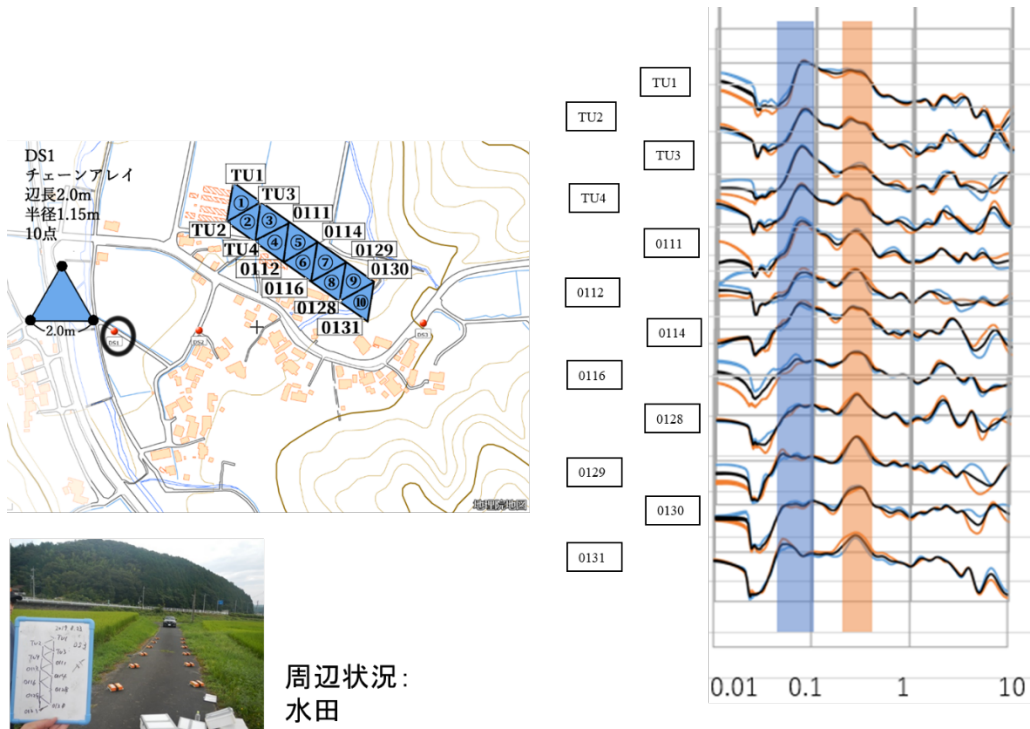 DS1
チェーンアレイ
辺長2.0m
半径1.15m
10点
2.0m
TU1
TU3
0111
0114
0129
0130
TU2
TU4
0112
0116
0128
0131
①
②
③
④
⑤
⑥
⑦
⑧
⑨
⑩
DS1
DS2
DS3
地理院地図
周辺状況：
水田
TU1
TU2
TU3
TU4
0111
0112
0114
0116
0128
0129
0130
0131
0.01 0.1 1 10